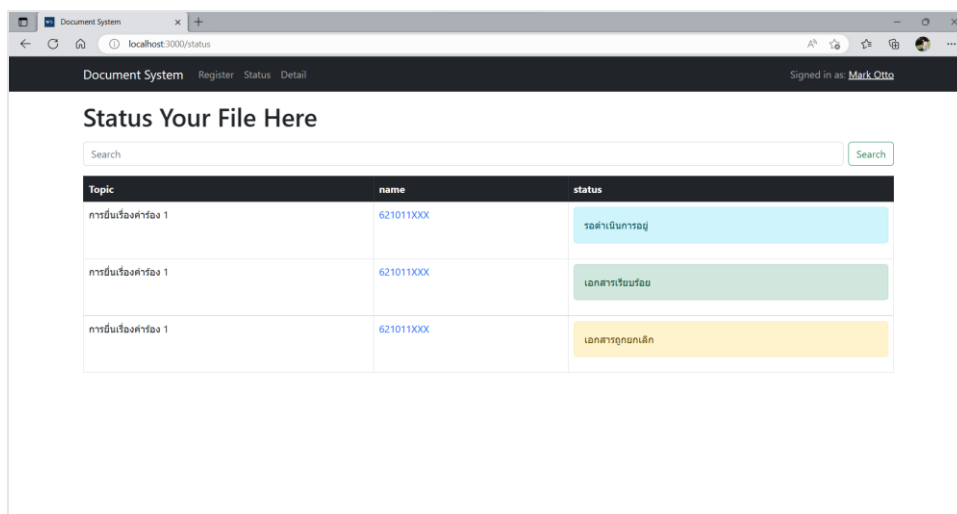 Document System
localhost:3000/status
Document System Register Status Detail Signed in as: Mark Otto
Status Your File Here
Search Search
Topic name status
การยื่นเรื่องคำร้อง 1 621011XXX รอดำเนินการอยู่
การยื่นเรื่องคำร้อง 1 621011XXX เอกสารเรียบร้อย
การยื่นเรื่องคำร้อง 1 621011XXX เอกสารถูกยกเลิก